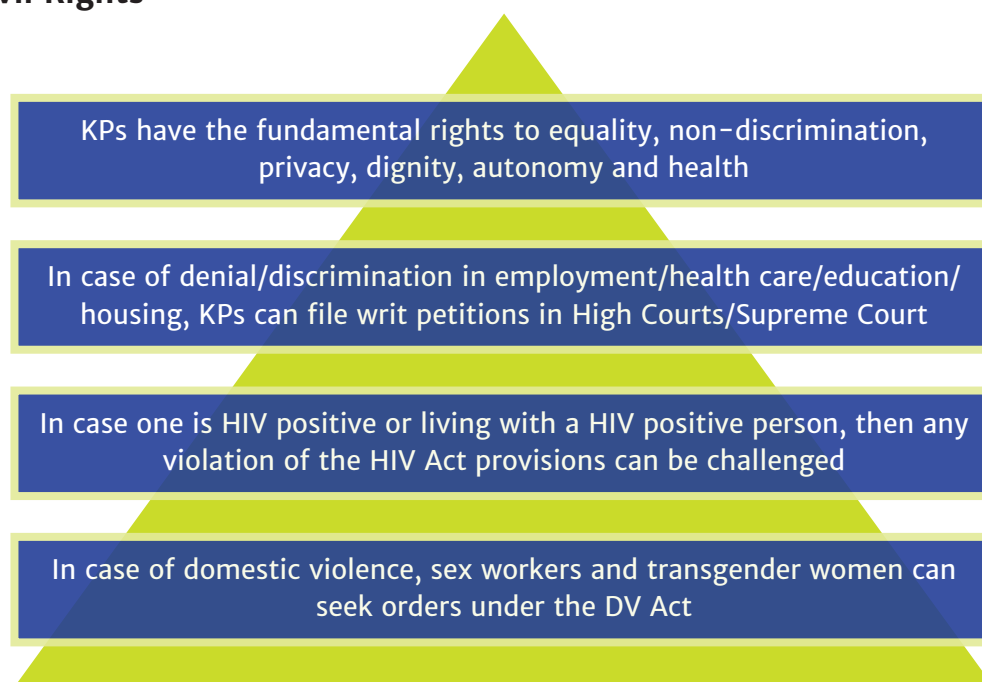 Rights
KPs have the fundamental rights to equality, non-discrimination,
privacy, dignity, autonomy and health
In case of denial/discrimination in employment/health care/education/
housing, KPs can file writ petitions in High Courts/Supreme Court
In case one is HIV positive or living with a HIV positive person, then any
violation of the HIV Act provisions can be challenged
In case of domestic violence, sex workers and transgender women can
seek orders under the DV Act